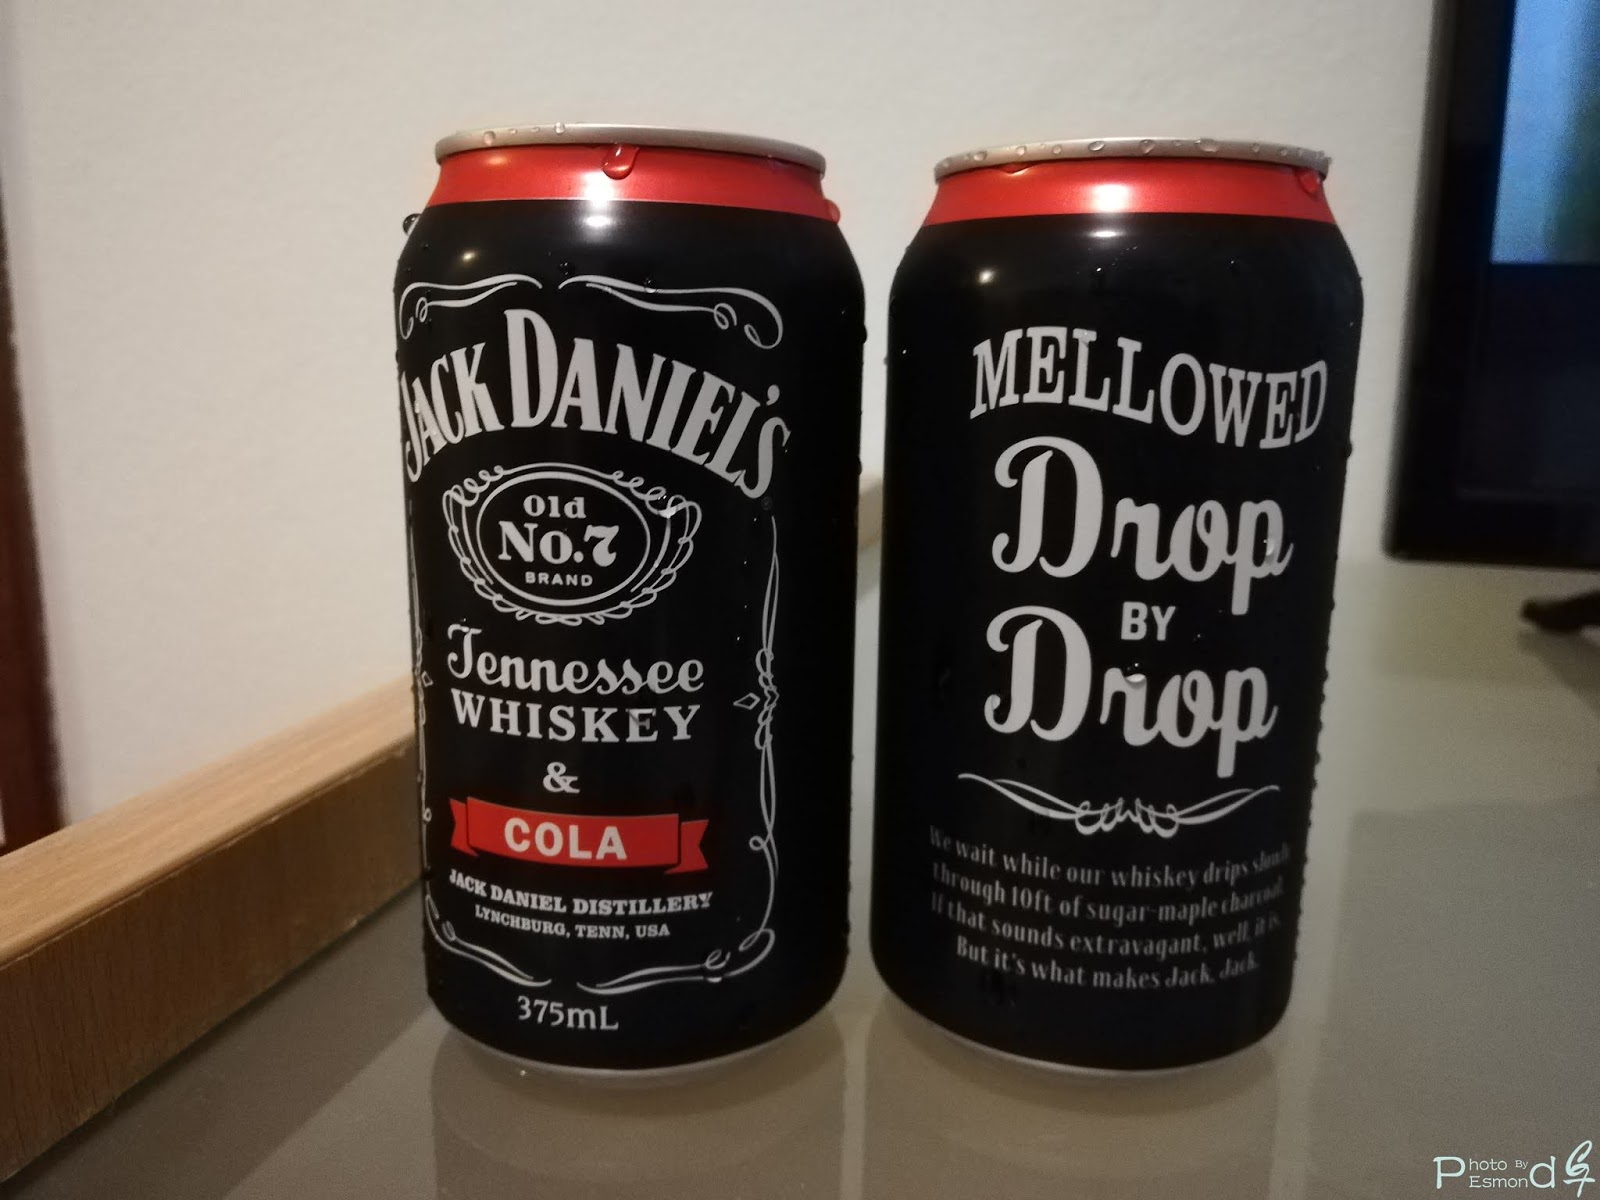 JACK DANIEL'S
Old
No.7
BRAND
Tennessee
WHISKEY
&
COLA
JACK DANIEL DISTILLERY
LYNCHBURG, TENN, USA
375mL
MELLOWED
Drop
BY
Drop
We wait while our whiskey drips slowly
through 10ft of sugar-maple charcoal.
If that sounds extravagant, well, it is.
But it's what makes Jack, Jack.
Photo By
Esmond